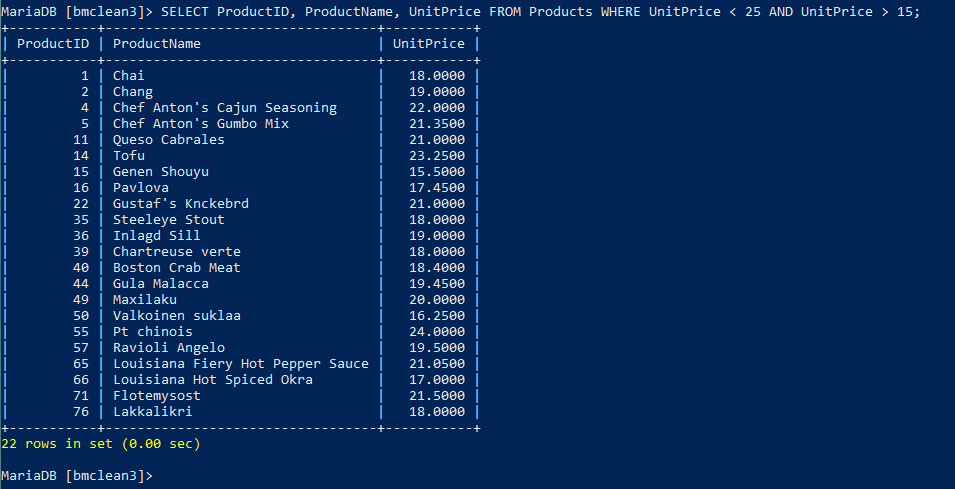 MariaDB [bmclean3]> SELECT ProductID, ProductName, UnitPrice FROM Products WHERE UnitPrice < 25 AND UnitPrice > 15;
+-----------+----------------------------------+-----------+
| ProductID | ProductName                      | UnitPrice |
+-----------+----------------------------------+-----------+
|         1 | Chai                             |   18.0000 |
|         2 | Chang                            |   19.0000 |
|         4 | Chef Anton's Cajun Seasoning     |   22.0000 |
|         5 | Chef Anton's Gumbo Mix           |   21.3500 |
|        11 | Queso Cabrales                   |   21.0000 |
|        14 | Tofu                             |   23.2500 |
|        15 | Genen Shouyu                     |   15.5000 |
|        16 | Pavlova                          |   17.4500 |
|        22 | Gustaf's Knckebrd                |   21.0000 |
|        35 | Steeleye Stout                   |   18.0000 |
|        36 | Inlagd Sill                      |   19.0000 |
|        39 | Chartreuse verte                 |   18.0000 |
|        40 | Boston Crab Meat                 |   18.4000 |
|        44 | Gula Malacca                     |   19.4500 |
|        49 | Maxilaku                         |   20.0000 |
|        50 | Valkoinen suklaa                 |   16.2500 |
|        55 | Pt chinois                       |   24.0000 |
|        57 | Ravioli Angelo                   |   19.5000 |
|        65 | Louisiana Fiery Hot Pepper Sauce |   21.0500 |
|        66 | Louisiana Hot Spiced Okra        |   17.0000 |
|        71 | Flotemysost                      |   21.5000 |
|        76 | Lakkalikri                       |   18.0000 |
+-----------+----------------------------------+-----------+
22 rows in set (0.00 sec)
MariaDB [bmclean3]>